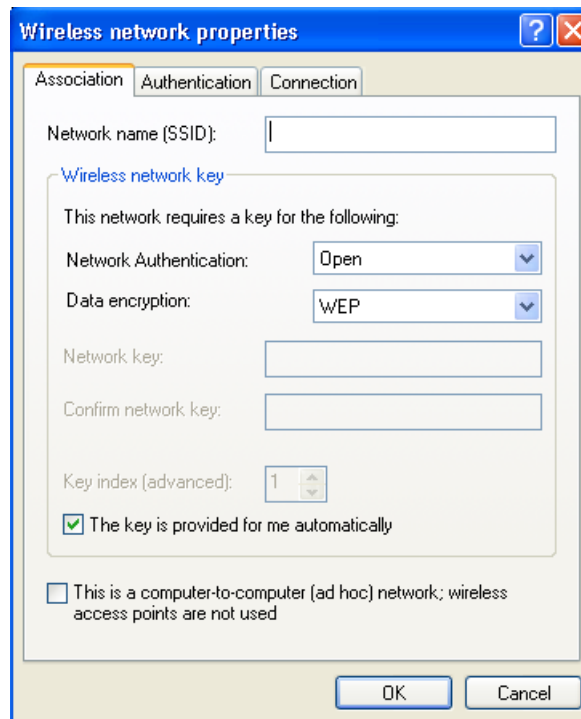 Wireless network properties
Association Authentication Connection
Network name (SSID):
Wireless network key
This network requires a key for the following:
Network Authentication: Open
Data encryption: WEP
Network key:
Confirm network key:
Key index (advanced): 1
The key is provided for me automatically
This is a computer-to-computer (ad hoc) network; wireless
access points are not used
OK Cancel